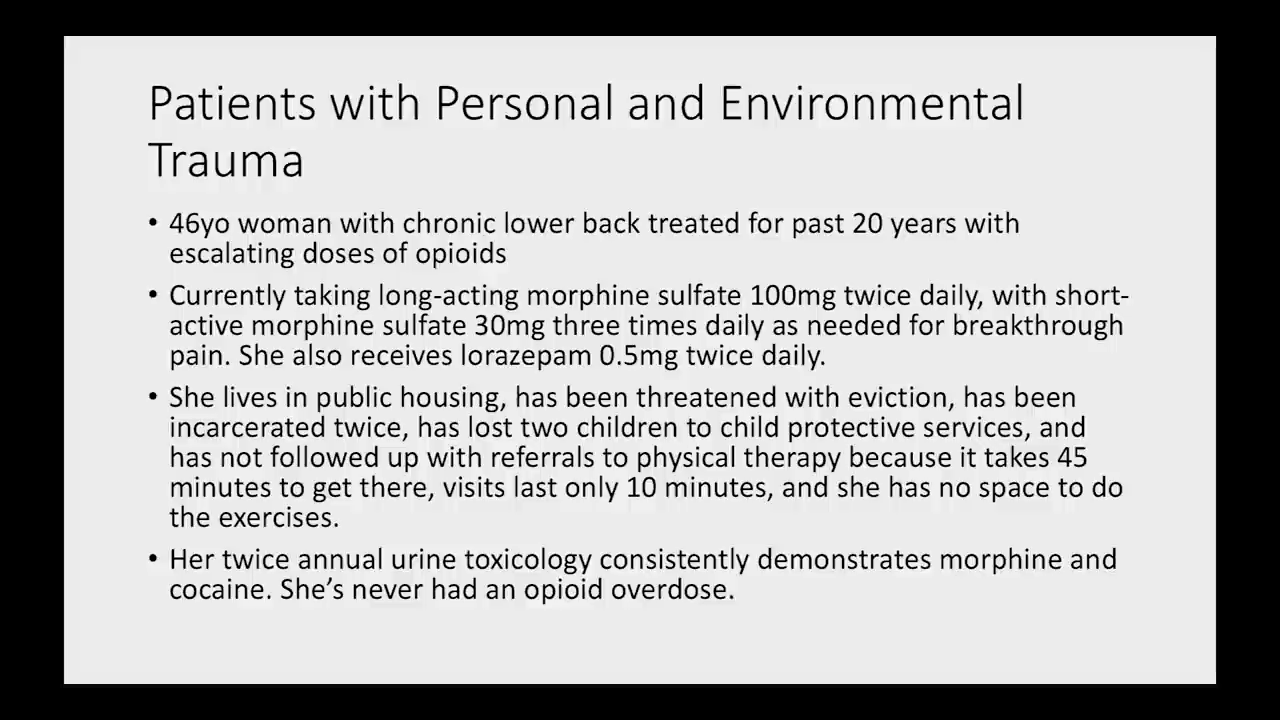 Patients with Personal and Environmental
Trauma
• 46yo woman with chronic lower back treated for past 20 years with
escalating doses of opioids
• Currently taking long-acting morphine sulfate 100mg twice daily, with short-
active morphine sulfate 30mg three times daily as needed for breakthrough
pain. She also receives lorazepam 0.5mg twice daily.
• She lives in public housing, has been threatened with eviction, has been
incarcerated twice, has lost two children to child protective services, and
has not followed up with referrals to physical therapy because it takes 45
minutes to get there, visits last only 10 minutes, and she has no space to do
the exercises.
• Her twice annual urine toxicology consistently demonstrates morphine and
cocaine. She’s never had an opioid overdose.